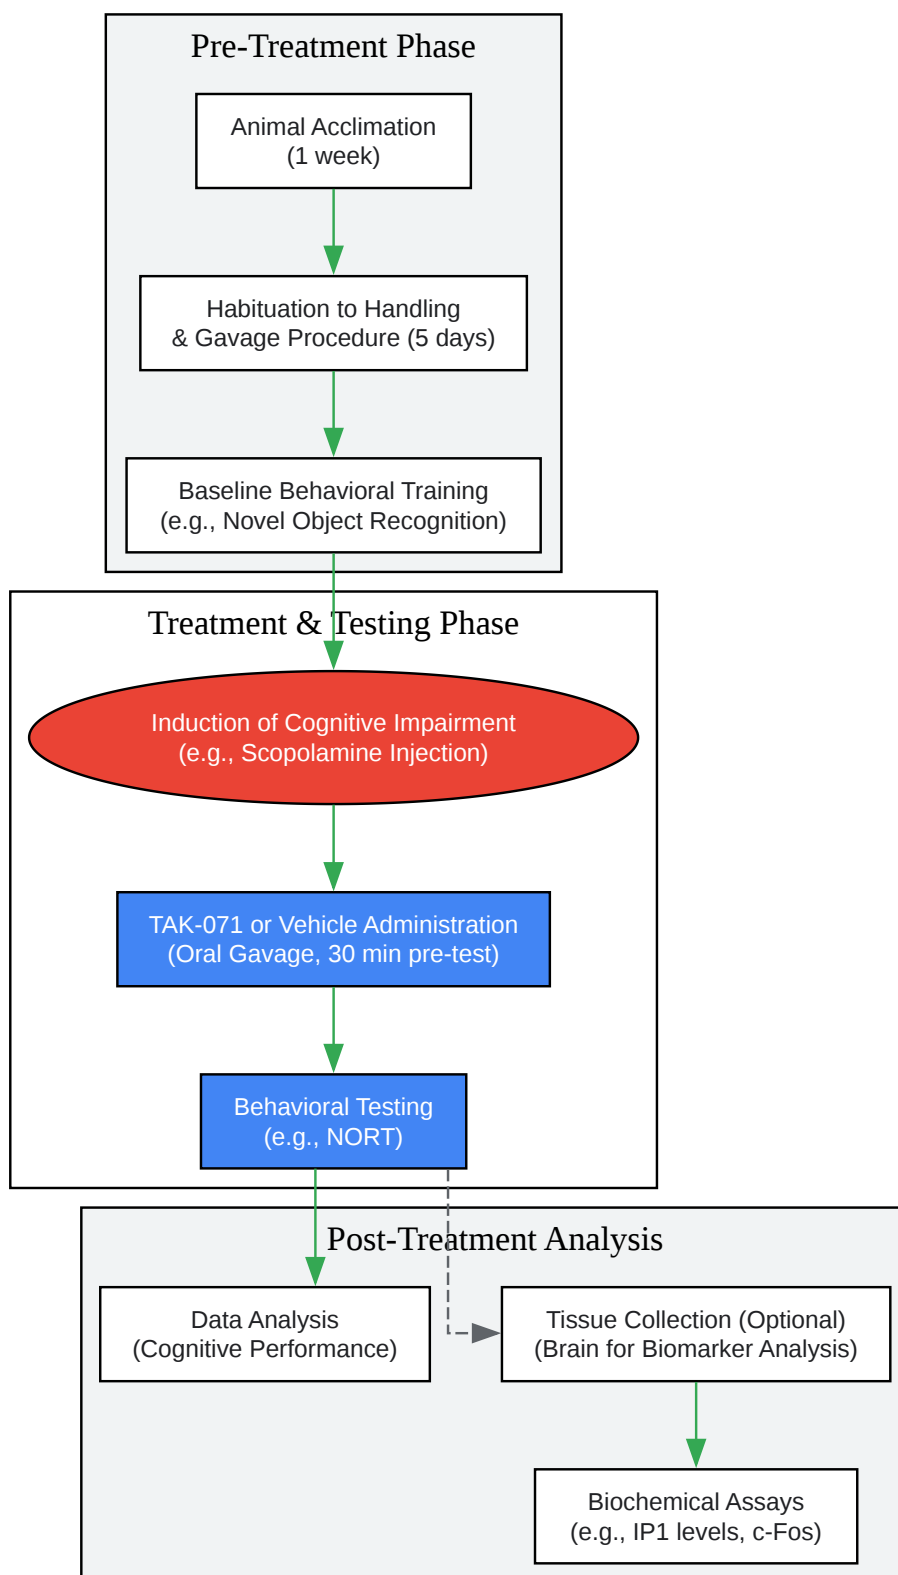 Pre-Treatment Phase
Animal Acclimation
(1 week)
Habituation to Handling
& Gavage Procedure (5 days)
Baseline Behavioral Training
(e.g., Novel Object Recognition)
Treatment & Testing Phase
Induction of Cognitive Impairment
(e.g., Scopolamine Injection)
TAK-071 or Vehicle Administration
(Oral Gavage, 30 min pre-test)
Behavioral Testing
(e.g., NORT)
Post-Treatment Analysis
Data Analysis
(Cognitive Performance)
Tissue Collection (Optional)
(Brain for Biomarker Analysis)
Biochemical Assays
(e.g., IP1 levels, c-Fos)